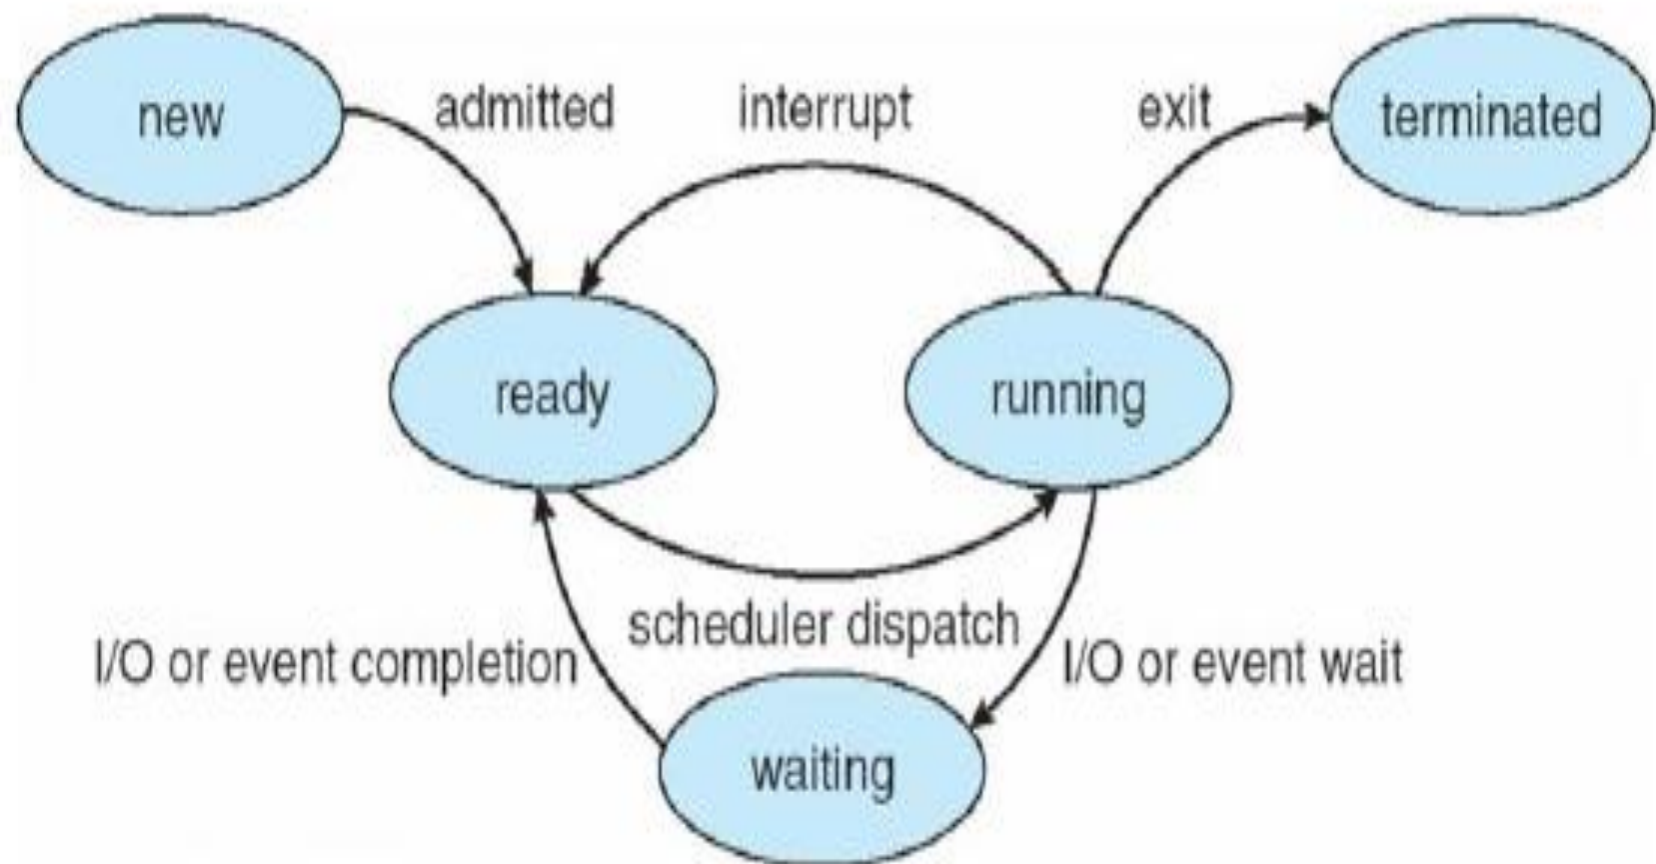 new
admitted
interrupt
exit
terminated
ready
running
scheduler dispatch
I/O or event completion
I/O or event wait
waiting